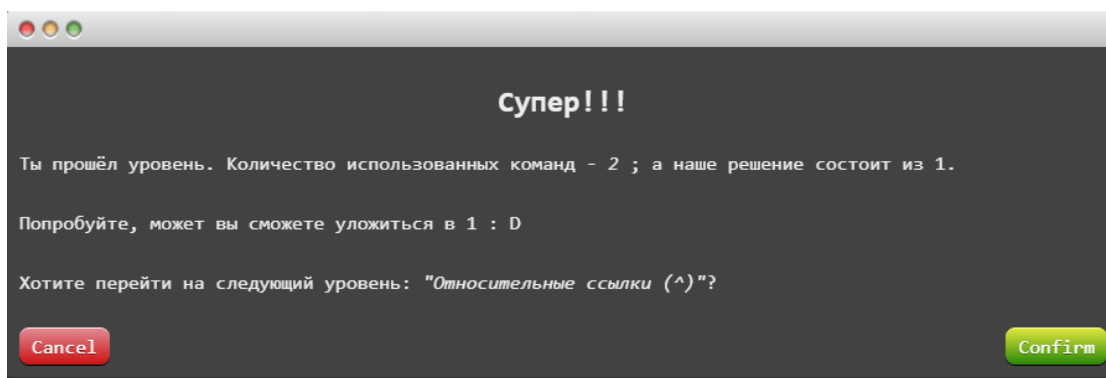 Супер!!!
Ты прошёл уровень. Количество использованных команд - 2 ; а наше решение состоит из 1.
Попробуйте, может вы сможете уложиться в 1 : D
Хотите перейти на следующий уровень: "Относительные ссылки (^)"?
Cancel
Confirm